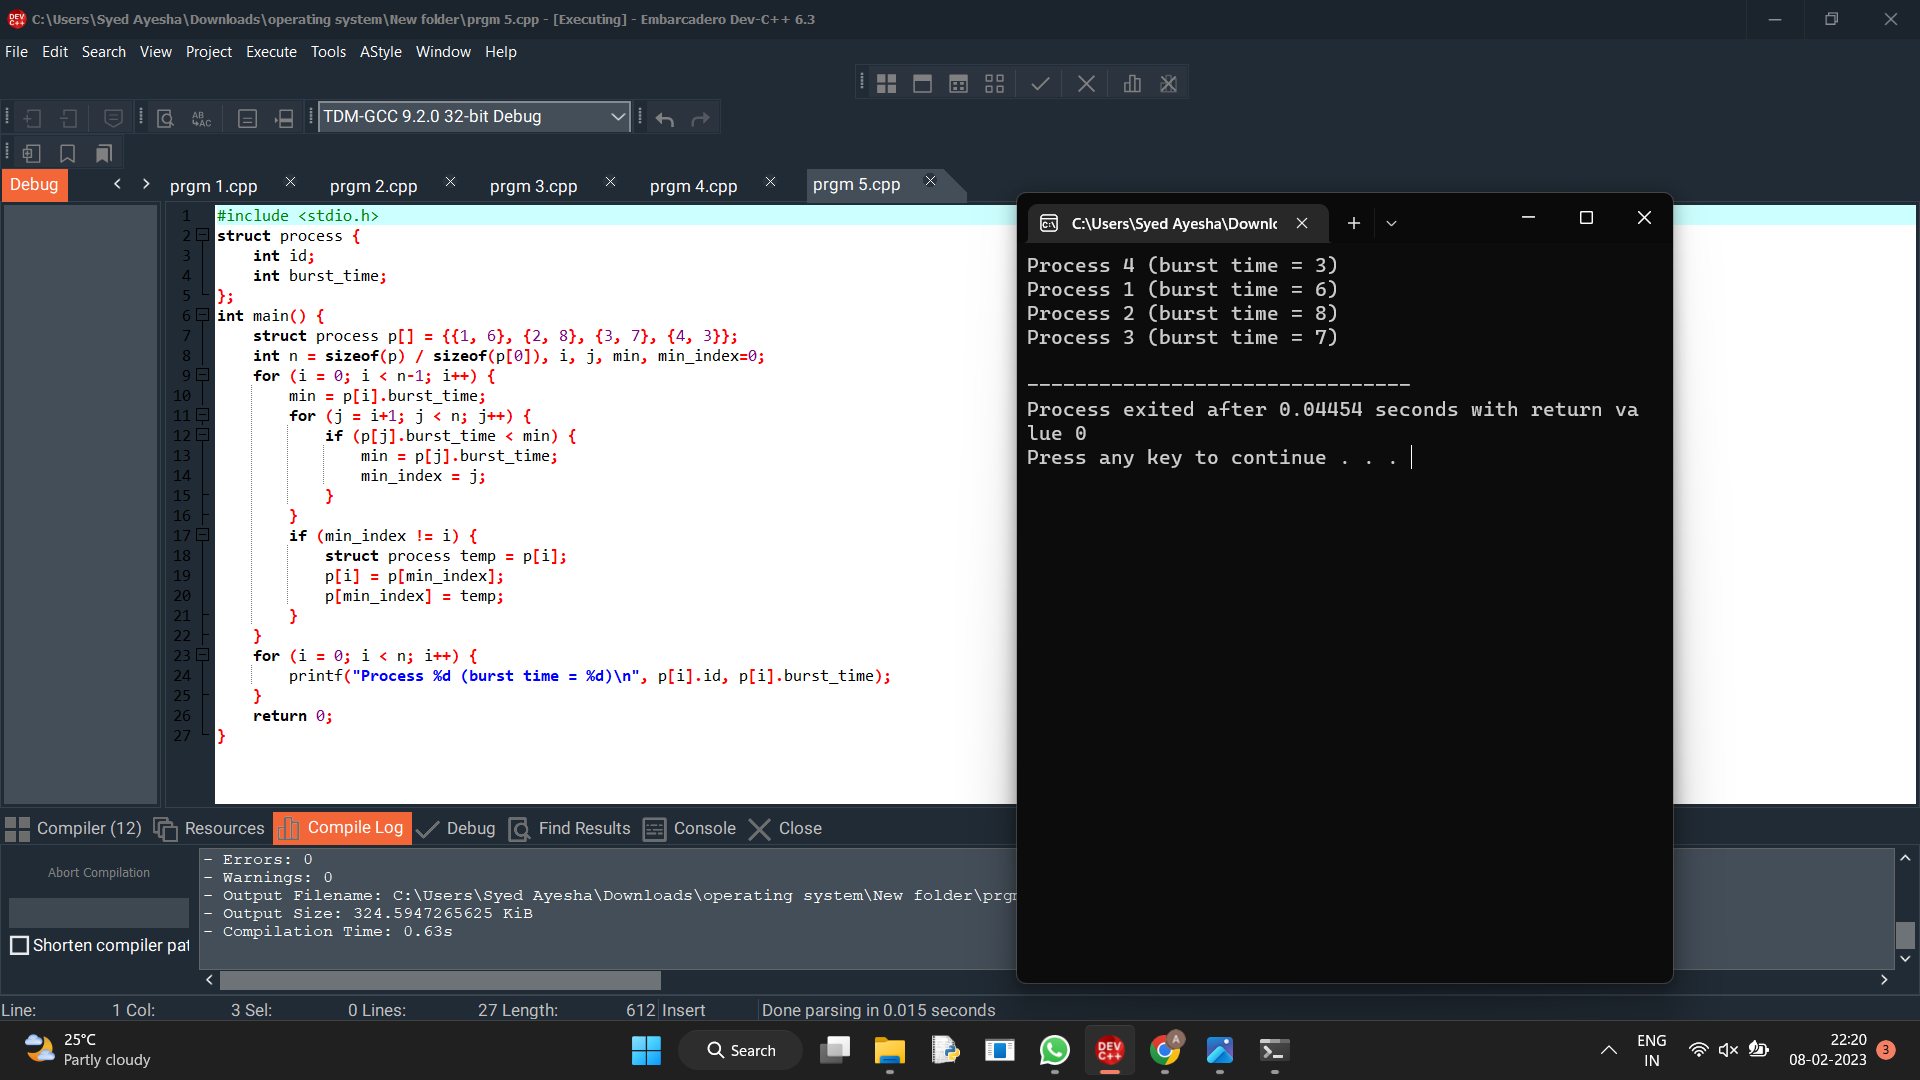 C:\Users\Syed Ayesha\Downloads\operating system\New folder\prgm 5.cpp - [Executing] - Embarcadero Dev-C++ 6.3
File Edit Search View Project Execute Tools AStyle Window Help
TDM-GCC 9.2.0 32-bit Debug
Debug
prgm 1.cpp prgm 2.cpp prgm 3.cpp prgm 4.cpp prgm 5.cpp
1 #include <stdio.h>
2 struct process {
3 int id;
4 int burst_time;
5 };
6 int main() {
7 struct process p[] = {{1, 6}, {2, 8}, {3, 7}, {4, 3}};
8 int n = sizeof(p) / sizeof(p[0]), i, j, min, min_index=0;
9 for (i = 0; i < n-1; i++) {
10 min = p[i].burst_time;
11 for (j = i+1; j < n; j++) {
12 if (p[j].burst_time < min) {
13 min = p[j].burst_time;
14 min_index = j;
15 }
16 }
17 if (min_index != i) {
18 struct process temp = p[i];
19 p[i] = p[min_index];
20 p[min_index] = temp;
21 }
22 }
23 for (i = 0; i < n; i++) {
24 printf("Process %d (burst time = %d)\n", p[i].id, p[i].burst_time);
25 }
26 return 0;
27 }
C:\Users\Syed Ayesha\Downlc
Process 4 (burst time = 3)
Process 1 (burst time = 6)
Process 2 (burst time = 8)
Process 3 (burst time = 7)
--------------------------------
Process exited after 0.04454 seconds with return va
lue 0
Press any key to continue . . .
Compiler (12) Resources Compile Log Debug Find Results Console Close
Abort Compilation
Shorten compiler pat
- Errors: 0
- Warnings: 0
- Output Filename: C:\Users\Syed Ayesha\Downloads\operating system\New folder\prgm
- Output Size: 324.5947265625 KiB
- Compilation Time: 0.63s
Line: 1 Col: 3 Sel: 0 Lines: 27 Length: 612 Insert Done parsing in 0.015 seconds
25°C
Partly cloudy
Search
DEV C++
A
ENG
IN
22:20
08-02-2023
3